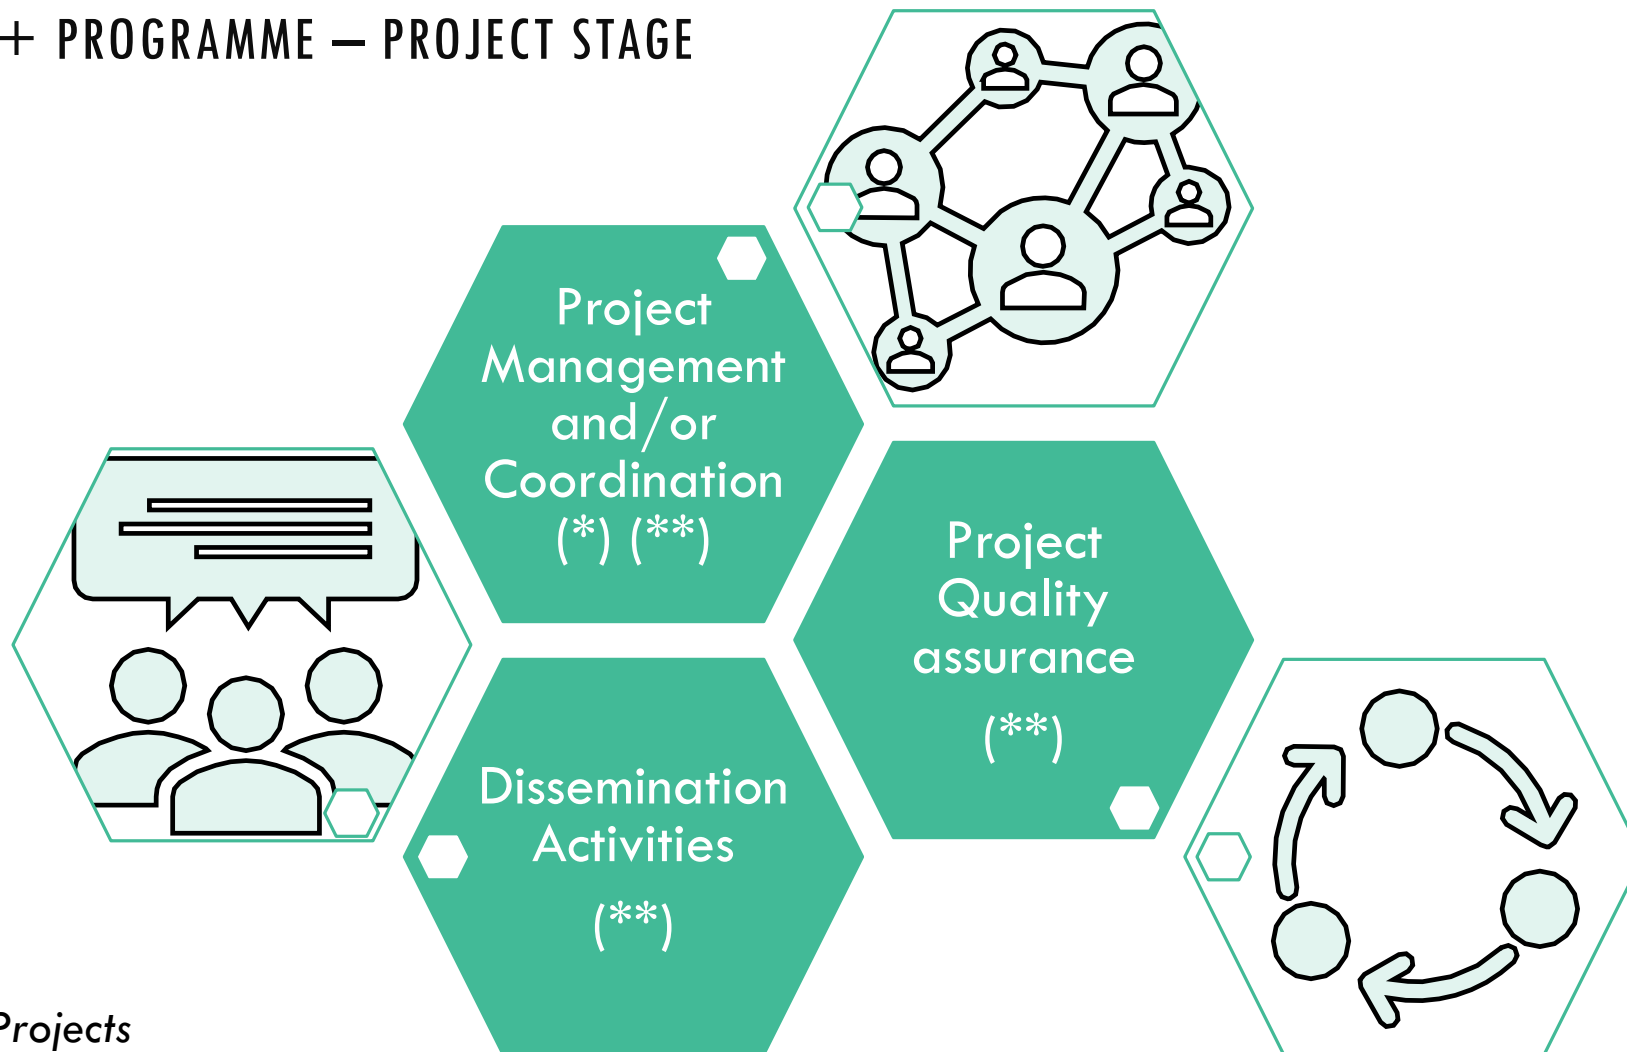 + PROGRAMME – PROJECT STAGE
Project
Management
and/or
Coordination
(*) (**)
Project
Quality
assurance
(**)
Dissemination
Activities
(**)
Projects